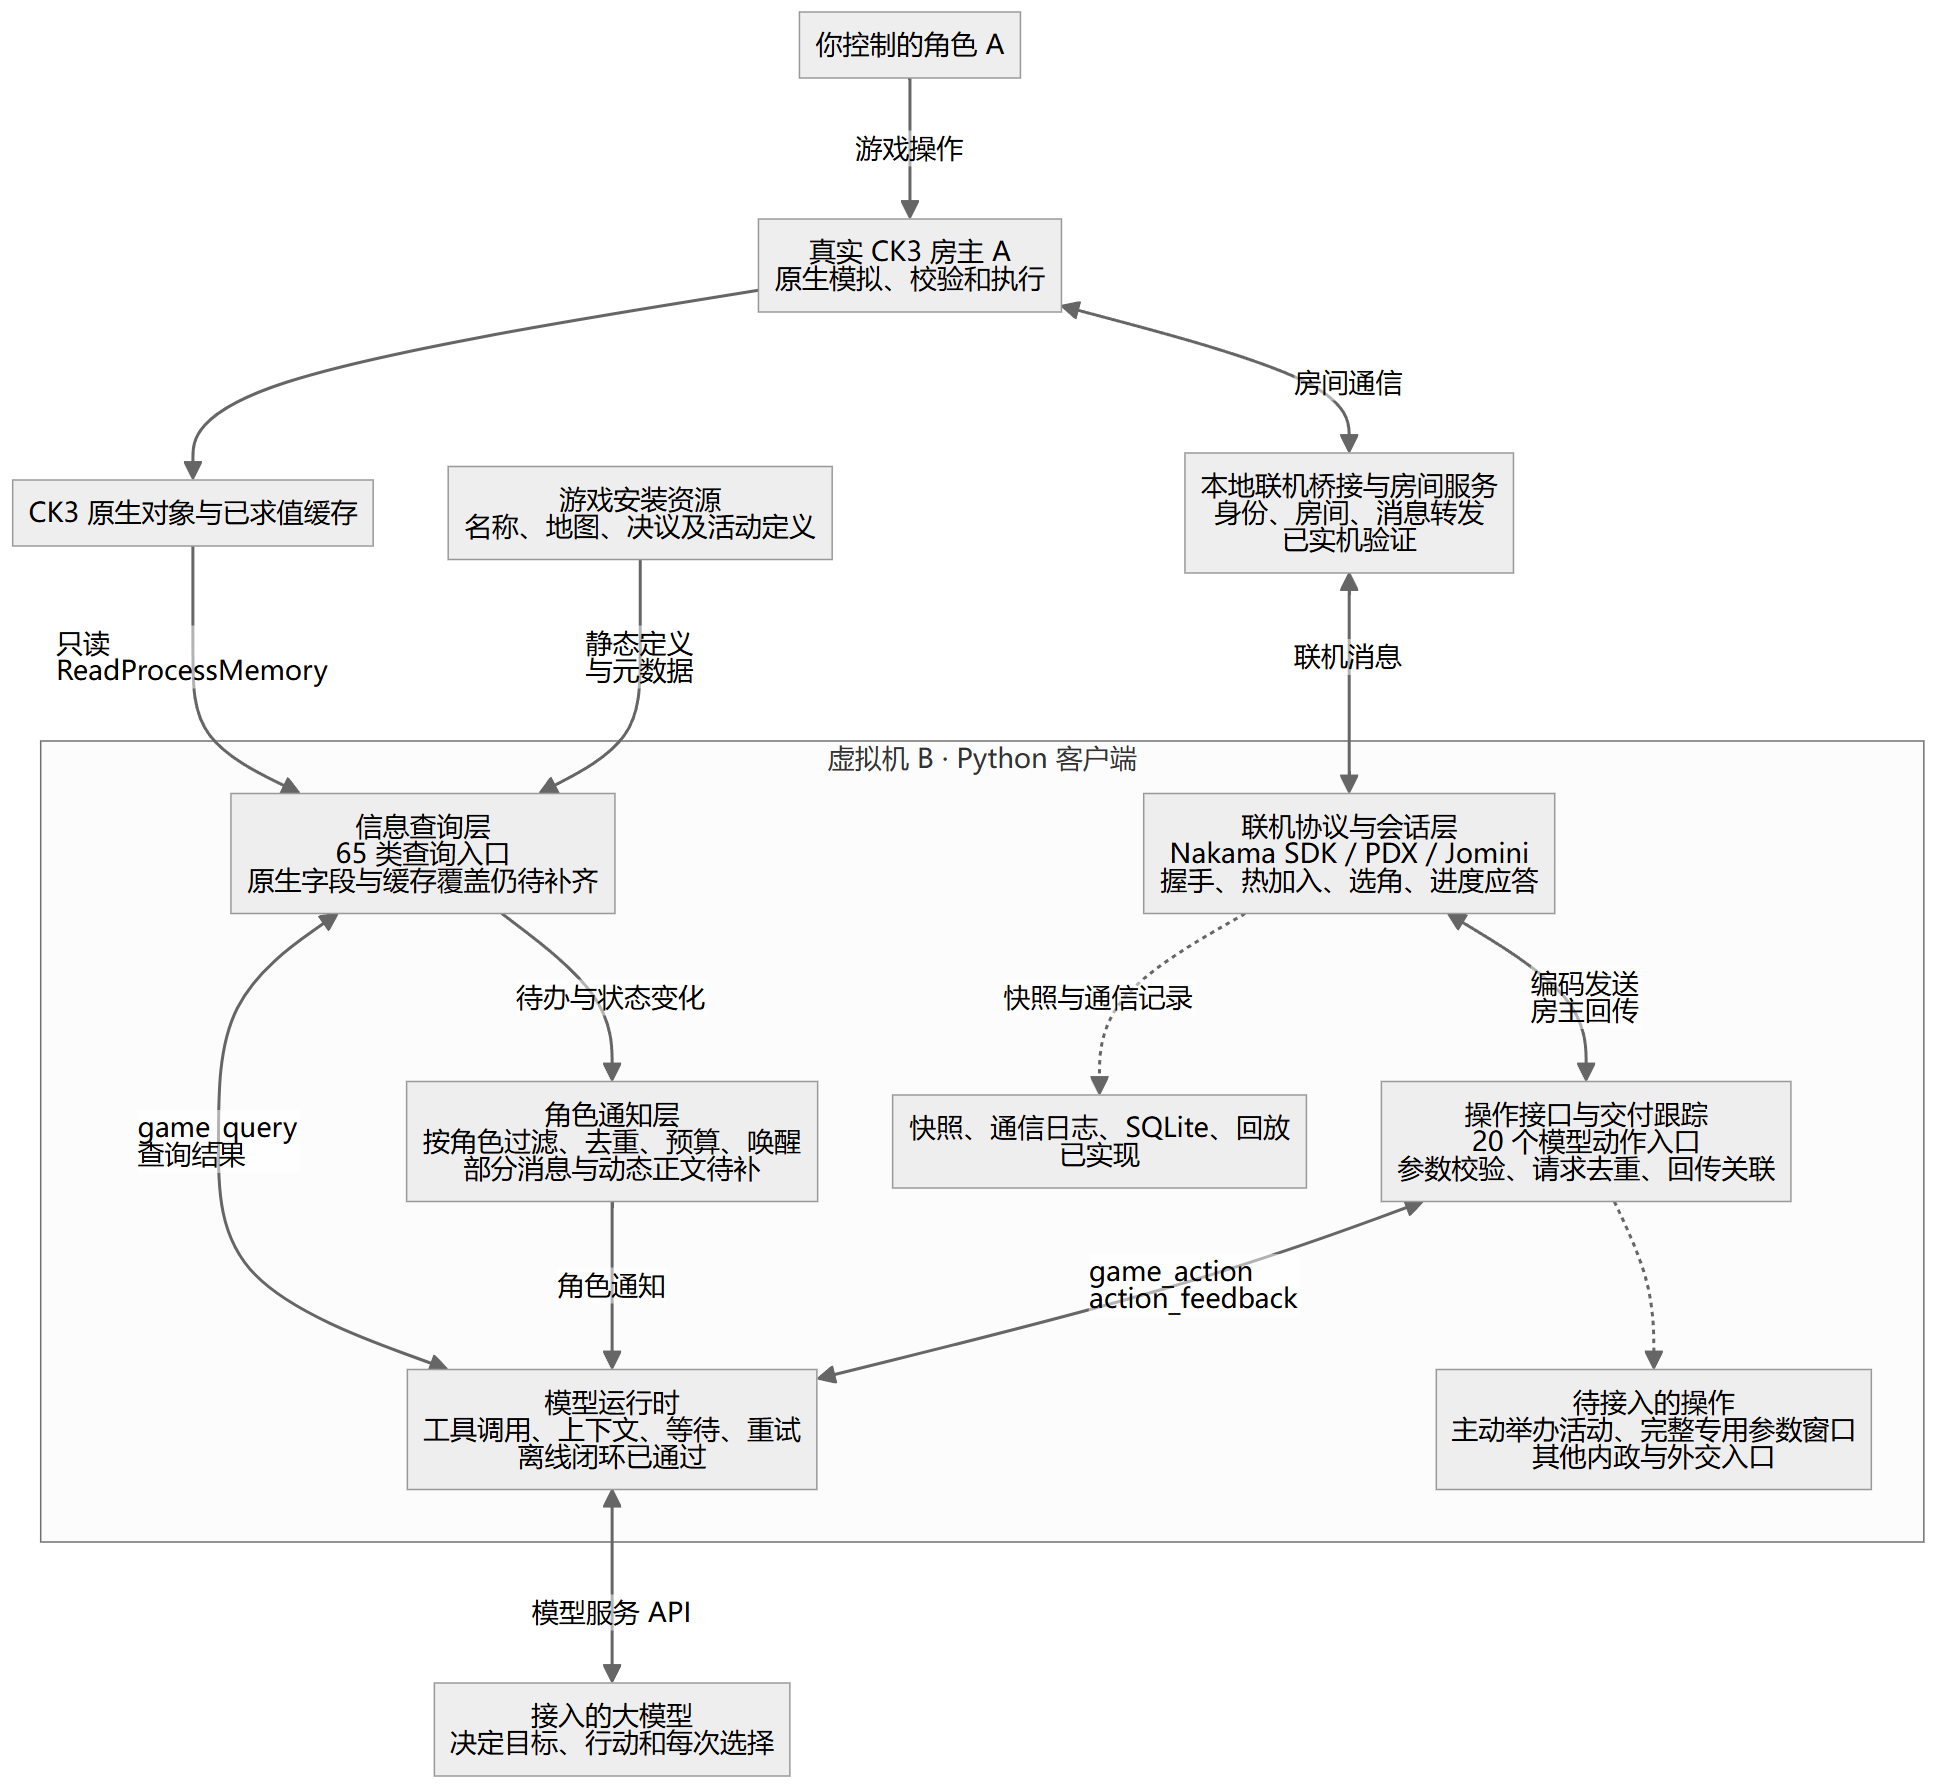 你控制的角色 A
游戏操作
真实 CK3 房主 A
原生模拟、校验和执行
房间通信
CK3 原生对象与已求值缓存
游戏安装资源
名称、地图、决议及活动定义
本地联机桥接与房间服务
身份、房间、消息转发
已实机验证
只读
ReadProcessMemory
静态定义
与元数据
联机消息
虚拟机 B · Python 客户端
信息查询层
65 类查询入口
原生字段与缓存覆盖仍待补齐
联机协议与会话层
Nakama SDK / PDX / Jomini
握手、热加入、选角、进度应答
待办与状态变化
快照与通信记录
编码发送
房主回传
game_query
查询结果
角色通知层
按角色过滤、去重、预算、唤醒
部分消息与动态正文待补
快照、通信日志、SQLite、回放
已实现
操作接口与交付跟踪
20 个模型动作入口
参数校验、请求去重、回传关联
角色通知
game_action
action_feedback
模型运行时
工具调用、上下文、等待、重试
离线闭环已通过
待接入的操作
主动举办活动、完整专用参数窗口
其他内政与外交入口
模型服务 API
接入的大模型
决定目标、行动和每次选择